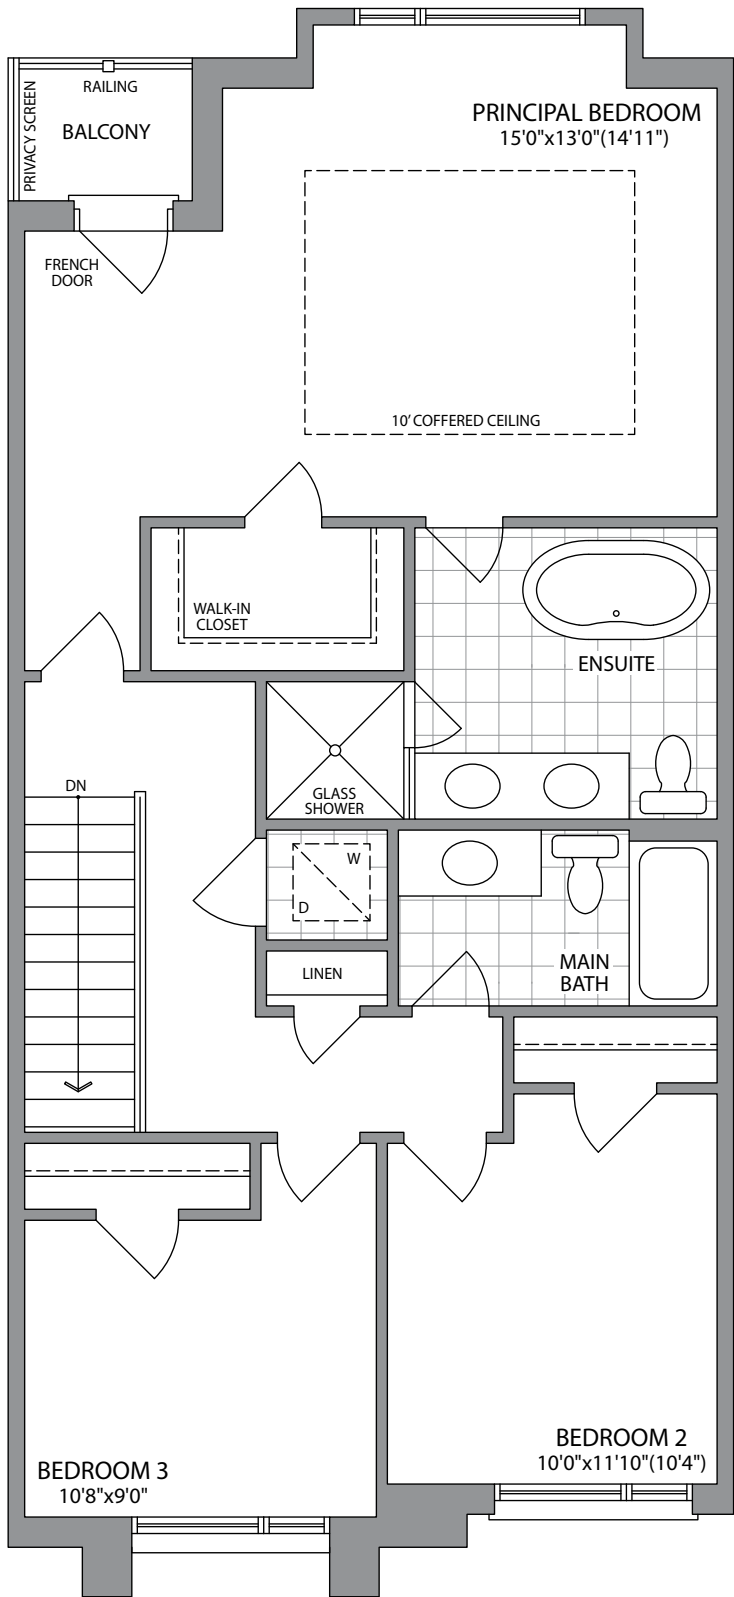 RAILING
PRIVACY SCREEN
BALCONY
PRINCIPAL BEDROOM
15'0"x13'0"(14'11")
FRENCH
DOOR
10' COFFERED CEILING
WALK-IN
CLOSET
ENSUITE
DN
GLASS
SHOWER
W
D
LINEN
MAIN
BATH
BEDROOM 2
10'0"x11'10"(10'4")
BEDROOM 3
10'8"x9'0"